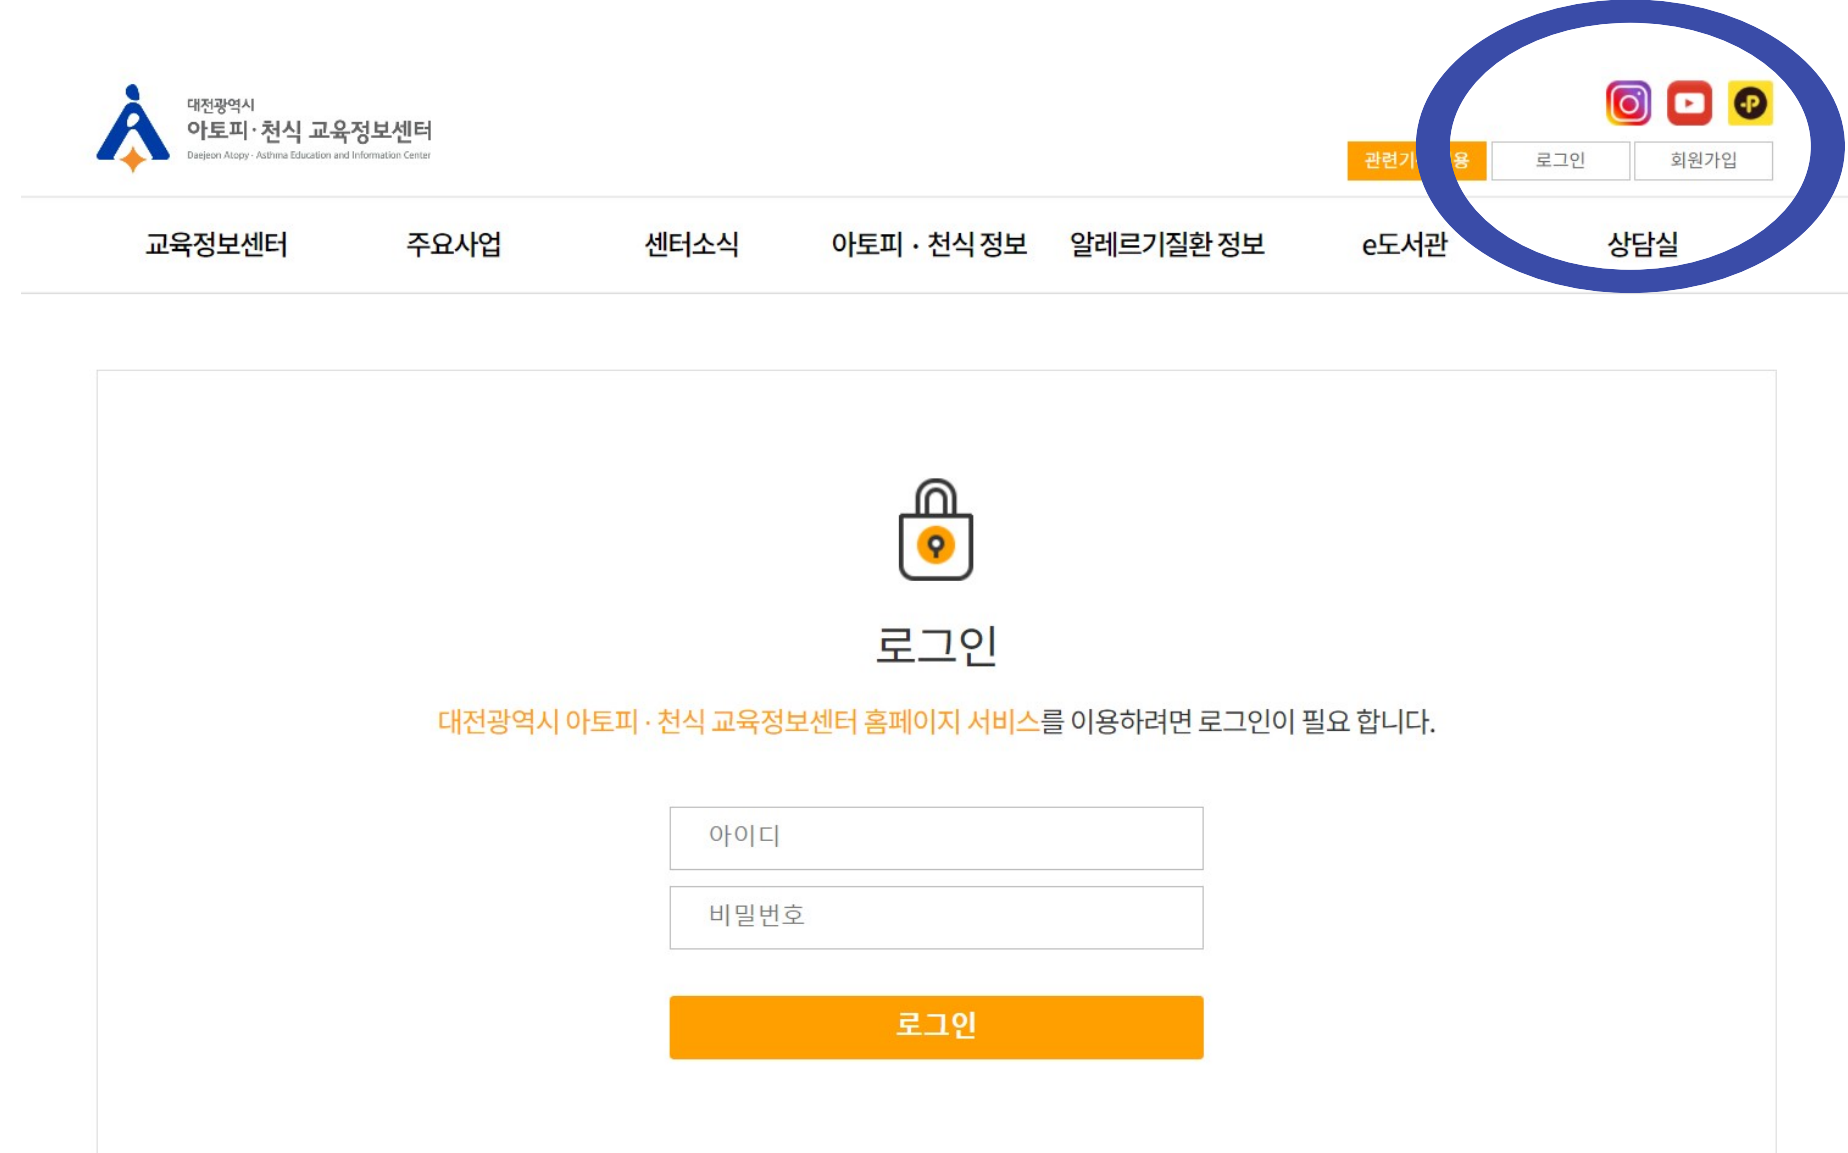 대전광역시
아토피·천식 교육정보센터
Daejeon Atopy · Asthma Education and Information Center
로그인
회원가입
교육정보센터
주요사업
센터소식
아토피 · 천식 정보
알레르기질환 정보
e도서관
상담실
로그인
대전광역시 아토피 · 천식 교육정보센터 홈페이지 서비스를 이용하려면 로그인이 필요 합니다.
아이디
비밀번호
로그인